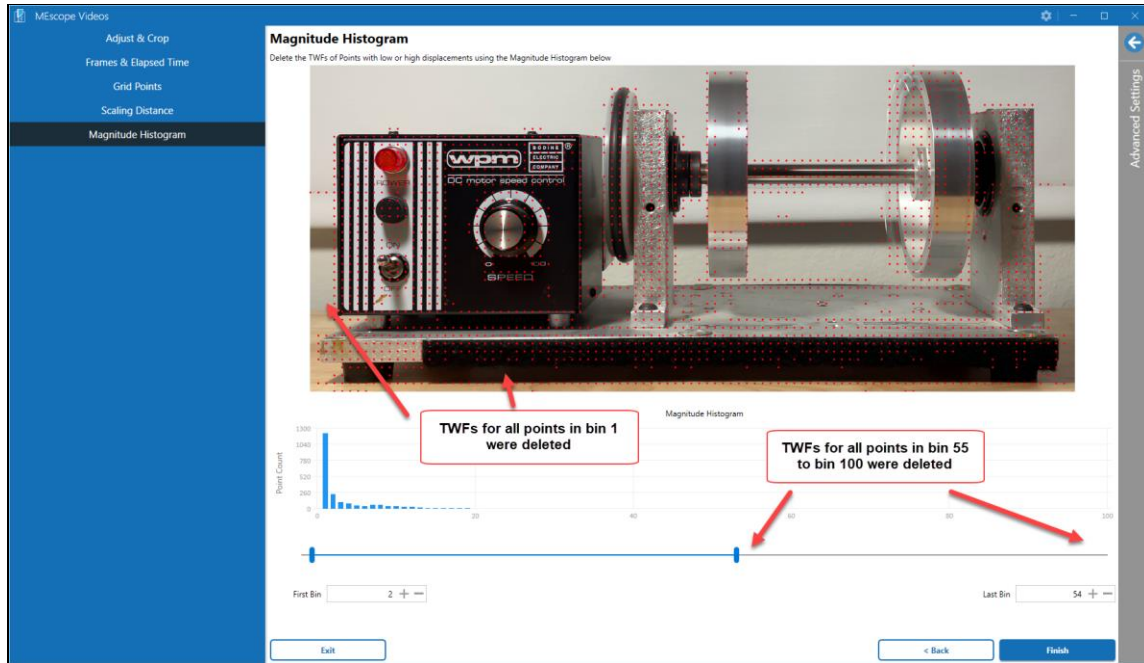 MEscope Videos
Adjust & Crop
Frames & Elapsed Time
Grid Points
Scaling Distance
Magnitude Histogram
Advanced Settings
Magnitude Histogram
Delete the TWFs of Points with low or high displacements using the Magnitude Histogram below
POWER
wpm
BODINE
ELECTRIC
COMPANY
®
DC motor speed control
0
100
SPEED
TWFs for all points in bin 1
were deleted
TWFs for all points in bin 55
to bin 100 were deleted
Magnitude Histogram
Point Count
1300
1040
780
520
260
0
0 20 40 60 80 100
First Bin 2
Last Bin 54
Exit
< Back
Finish